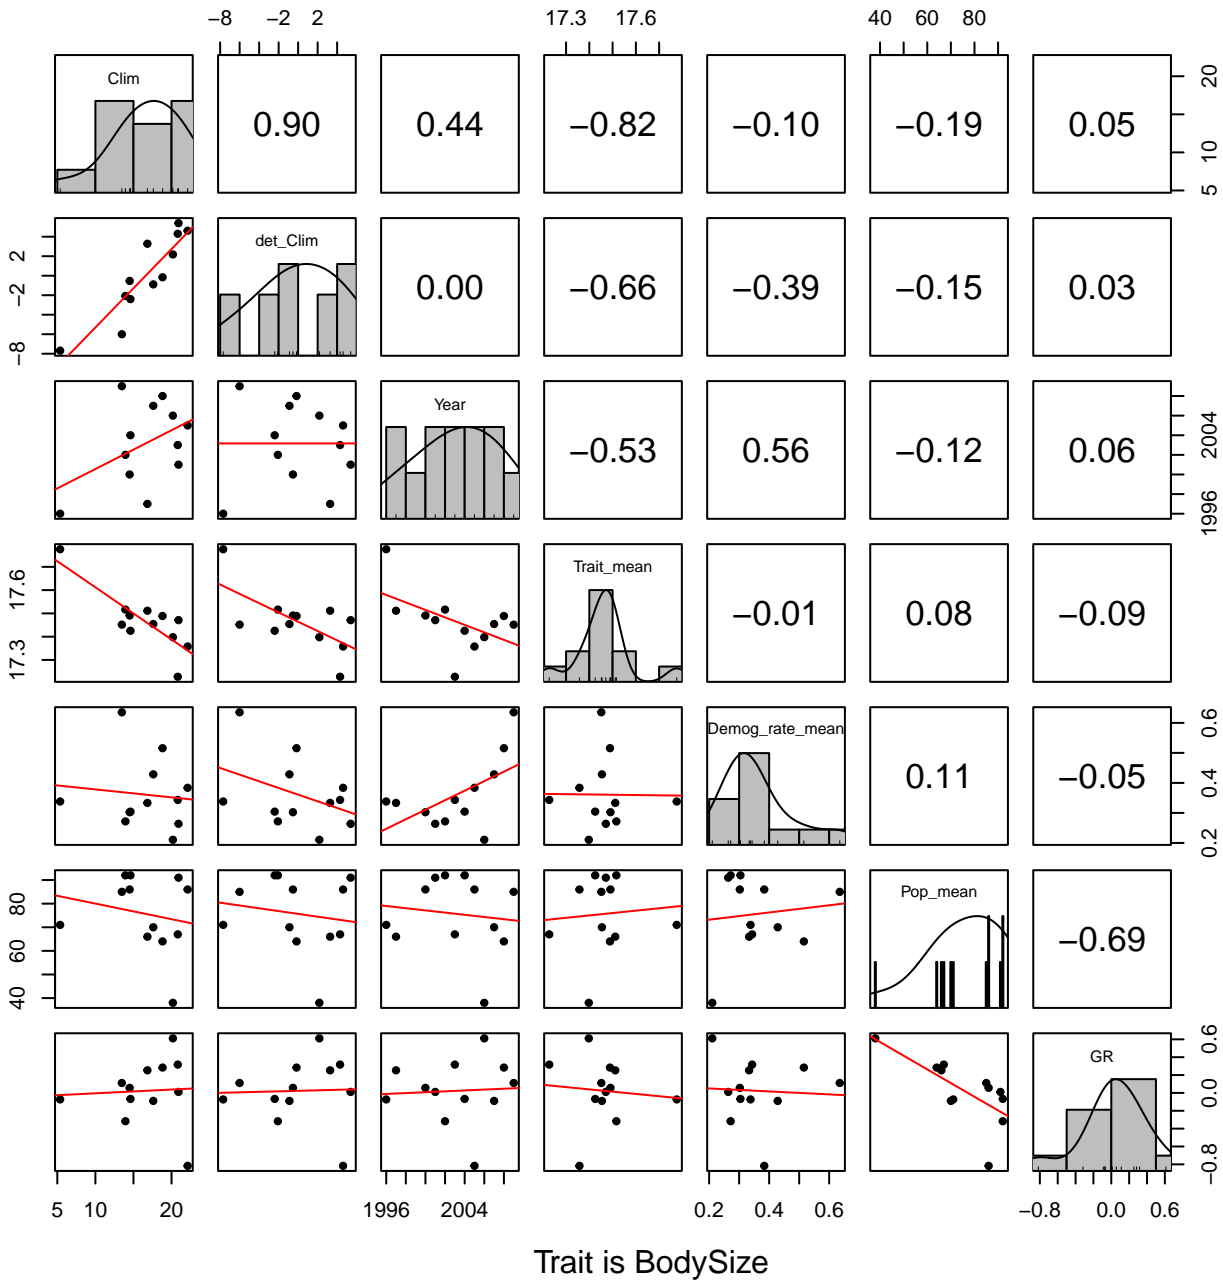 −8 −2 2 17.3 17.6 40 60 80
Clim 0.90 0.44 −0.82 −0.10 −0.19 0.05 5 10 20
−8 −2 2 det_Clim 0.00 −0.66 −0.39 −0.15 0.03
Year −0.53 0.56 −0.12 0.06 1996 2004
17.3 17.6 Trait_mean −0.01 0.08 −0.09
Demog_rate_mean 0.11 −0.05 0.2 0.4 0.6
40 60 80 Pop_mean −0.69
GR −0.8 0.0 0.6
5 10 20 1996 2004 0.2 0.4 0.6 −0.8 0.0 0.6
Trait is BodySize